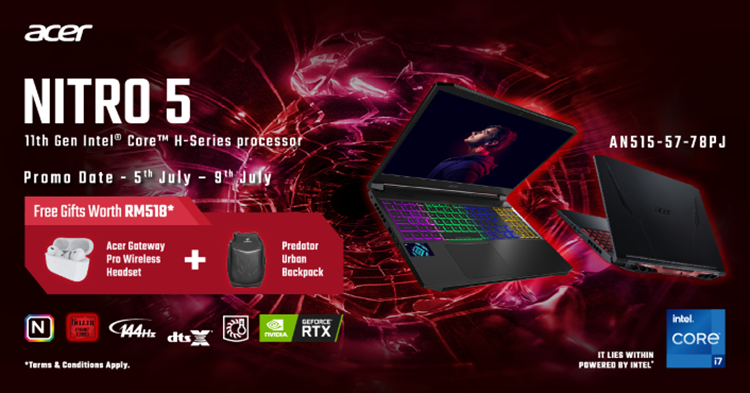 acer
NITRO 5
11th Gen Intel® Core™ H-Series processor
AN515-57-78PJ
Promo Date - 5th July – 9th July
Free Gifts Worth RM518*
Acer Gateway
Pro Wireless
Headset
+
Predator
Urban
Backpack
N
144Hz
dts X
NVIDIA
GEFORCE
RTX
*Terms & Conditions Apply.
IT LIES WITHIN
POWERED BY INTEL®
intel.
CORE
i7